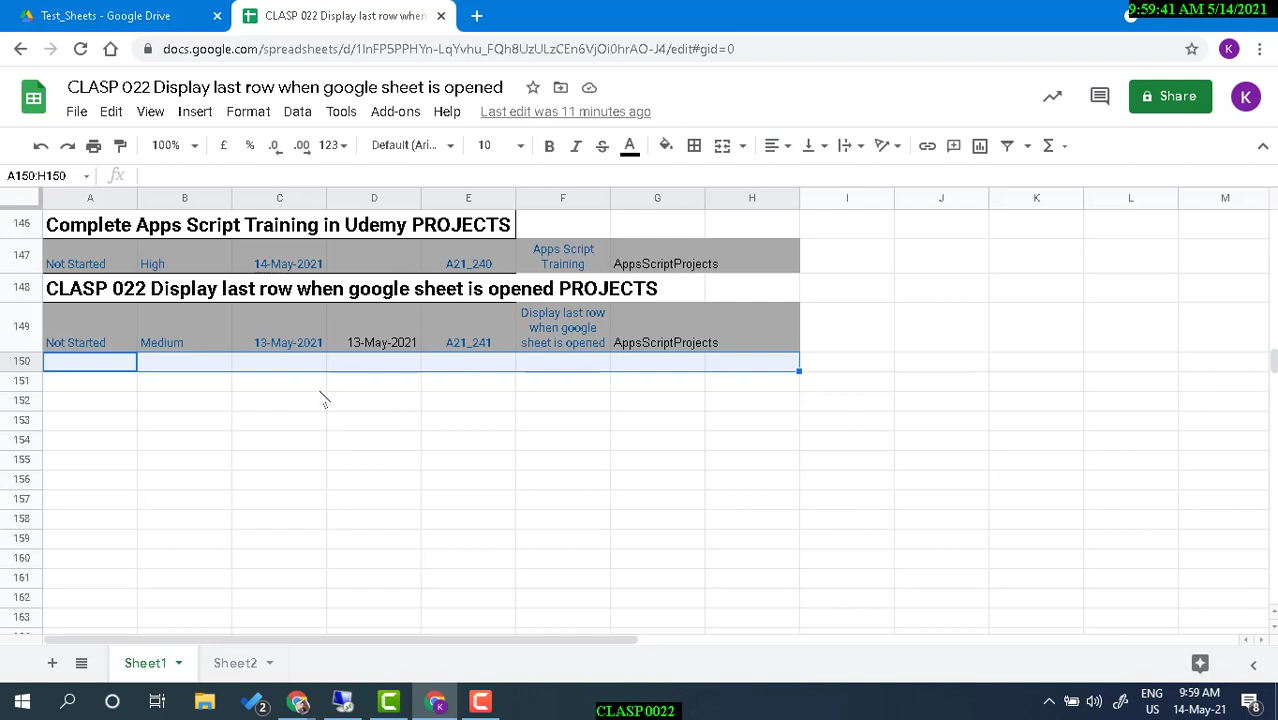 Test_Sheets - Google Drive
CLASP 022 Display last row when
9:59:41 AM 5/14/2021
docs.google.com/spreadsheets/d/1InFP5PPHYn-LqYvhu_FQh8UzULzCEn6VjOi0hrAO-J4/edit#gid=0
K
CLASP 022 Display last row when google sheet is opened
File Edit View Insert Format Data Tools Add-ons Help Last edit was 11 minutes ago
Share
K
100% £ % .0 .00 123 Default (Ari... 10 B I S A
A150:H150 fx
A B C D E F G H I J K L M
146 Complete Apps Script Training in Udemy PROJECTS
147 Not Started High 14-May-2021 A21_240 Apps Script
Training AppsScriptProjects
148 CLASP 022 Display last row when google sheet is opened PROJECTS
149 Not Started Medium 13-May-2021 13-May-2021 A21_241 Display last row
when google
sheet is opened AppsScriptProjects
150
151
152
153
154
155
156
157
158
159
160
161
162
163
Sheet1 Sheet2
2
ENG
US
9:59 AM
14-May-21
8
CLASP0022